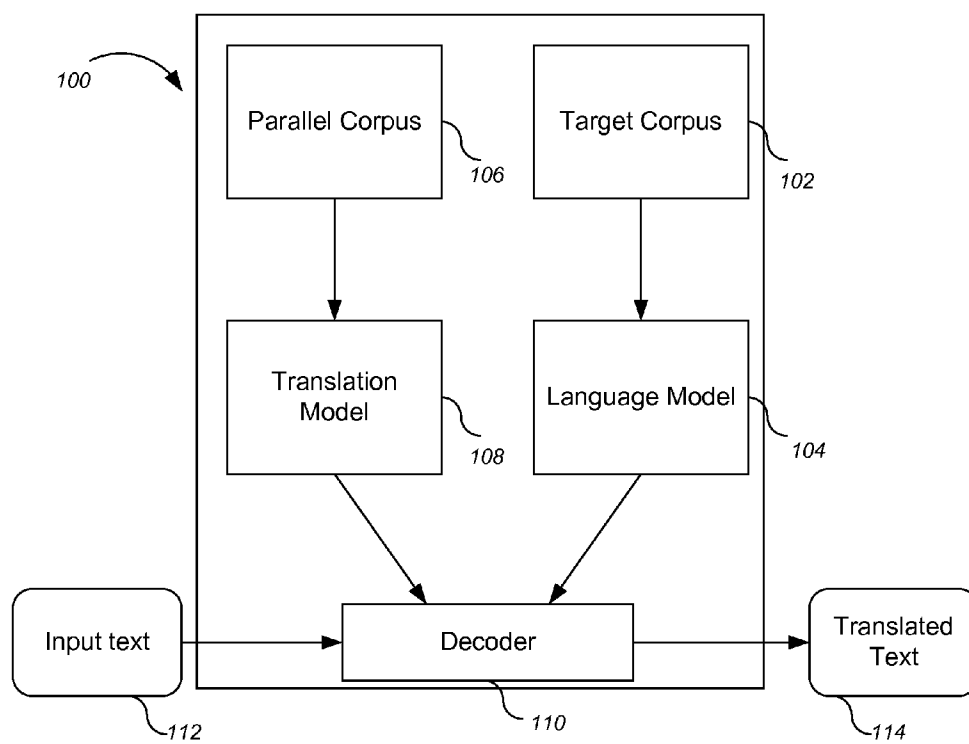 100
Parallel Corpus
106
Target Corpus
102
Translation
Model
108
Language Model
104
Input text
112
Decoder
110
Translated
Text
114